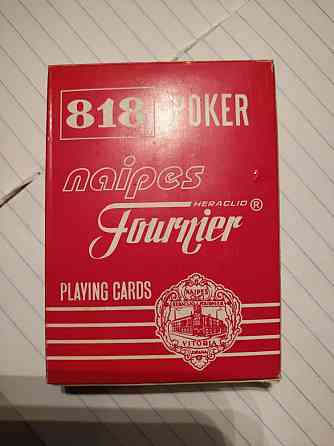 818 POKER
naipes
HERACLIO
Fournier ®
PLAYING CARDS
NAIPES
VITORIA